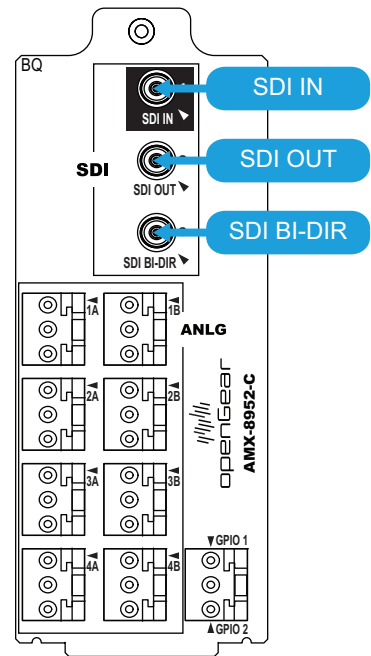 BQ
SDI IN
SDI IN
SDI
SDI OUT
SDI OUT
SDI BI-DIR
SDI BI-DIR
1A
1B
ANLG
2A
2B
openGear
AMX-8952-C
3A
3B
4A
4B
GPIO 1
GPIO 2